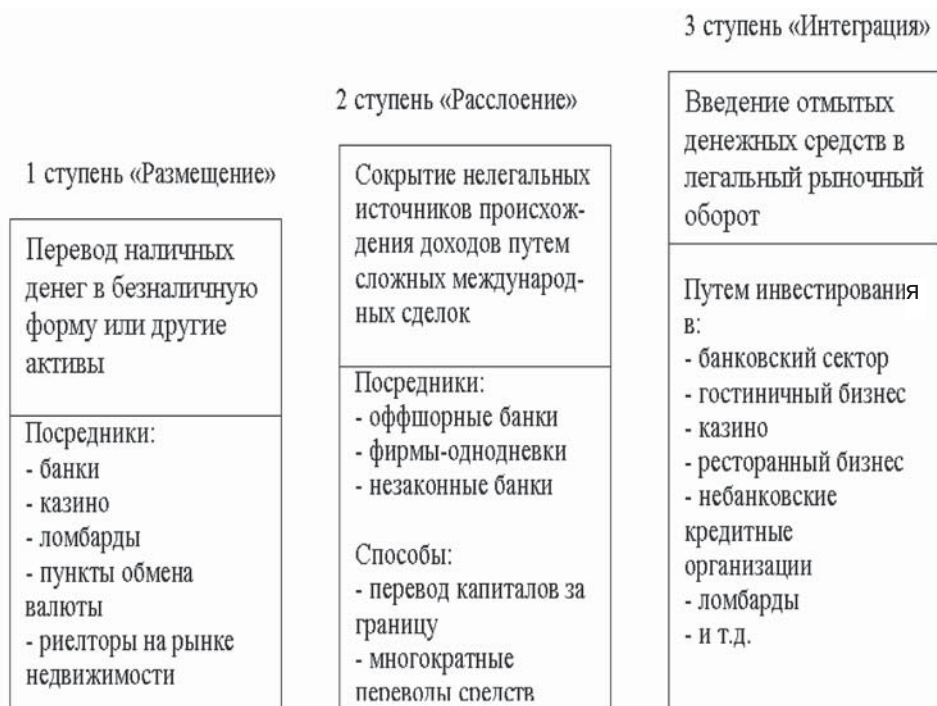 1 ступень «Размещение»
Перевод наличных
денег в безналичную
форму или другие
активы
Посредники:
- банки
- казино
- ломбарды
- пункты обмена
валюты
- риелторы на рынке
недвижимости
2 ступень «Расслоение»
Сокрытие нелегальных
источников происхож-
дения доходов путем
сложных международ-
ных сделок
Посредники:
- оффшорные банки
- фирмы-однодневки
- незаконные банки
Способы:
- перевод капиталов за
границу
- многократные
переводы средств
3 ступень «Интеграция»
Введение отмытых
денежных средств в
легальный рыночный
оборот
Путем инвестирования
в:
- банковский сектор
- гостиничный бизнес
- казино
- ресторанный бизнес
- небанковские
кредитные
организации
- ломбарды
- и т.д.